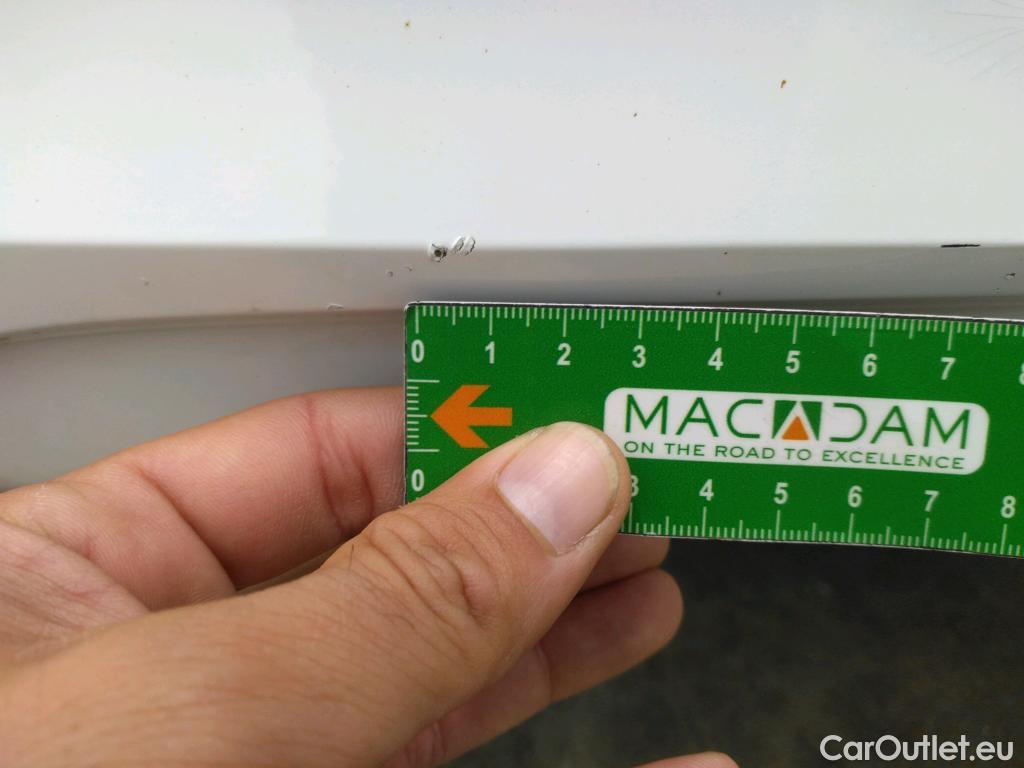 0 1 2 3 4 5 6 7 8
MACADAM
ON THE ROAD TO EXCELLENCE
0 3 4 5 6 7 8
CarOutlet.eu